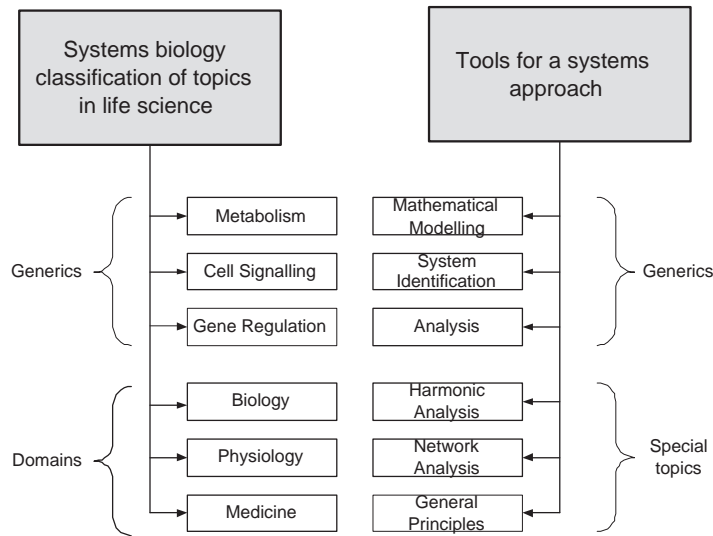 Systems biology
classification of topics
in life science
Tools for a systems
approach
Generics
Metabolism
Cell Signalling
Gene Regulation
Mathematical
Modelling
System
Identification
Analysis
Generics
Domains
Biology
Physiology
Medicine
Harmonic
Analysis
Network
Analysis
General
Principles
Special
topics